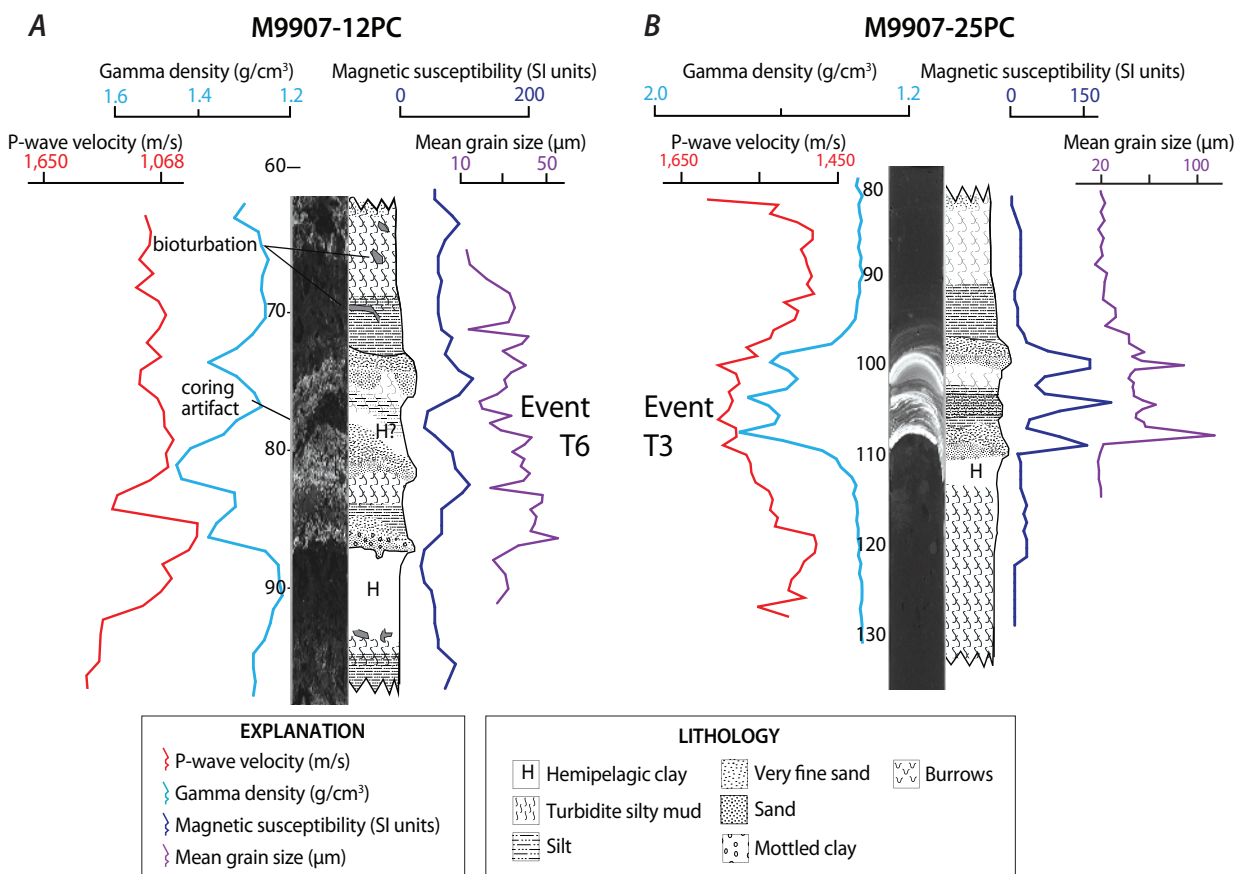 A
M9907-12PC
Gamma density (g/cm³)
1.6 1.4 1.2
Magnetic susceptibility (SI units)
0 200
P-wave velocity (m/s)
1,650 1,068
60
Mean grain size (μm)
10 50
bioturbation
70
coring
artifact
H?
80
Event
T6
90
H
B
M9907-25PC
Gamma density (g/cm³)
2.0 1.2
Magnetic susceptibility (SI units)
0 150
P-wave velocity (m/s)
1,650 1,450
Mean grain size (μm)
20 100
80
90
100
Event
T3
110
H
120
130
EXPLANATION
P-wave velocity (m/s)
Gamma density (g/cm³)
Magnetic susceptibility (SI units)
Mean grain size (μm)
LITHOLOGY
H Hemipelagic clay
Turbidite silty mud
Silt
Very fine sand
Sand
Mottled clay
Burrows